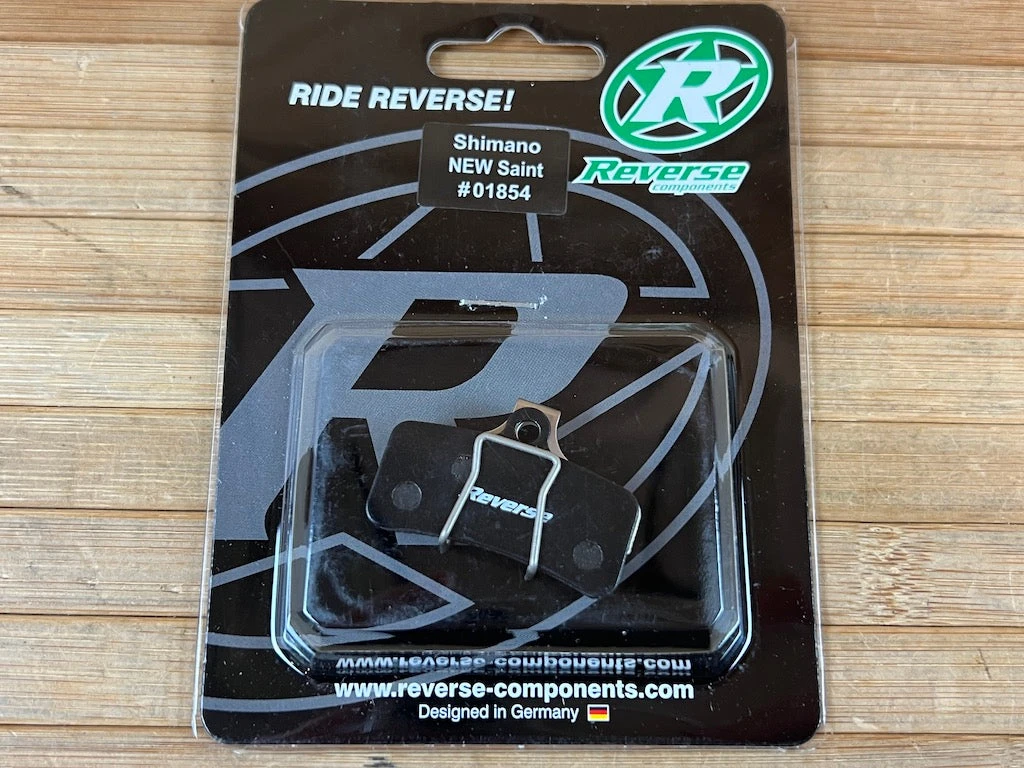 RIDE REVERSE!
R
Reverse
components
Shimano
NEW Saint
#01854
R
Reverse
www.reverse-components.com
www.reverse-components.com
Designed in Germany